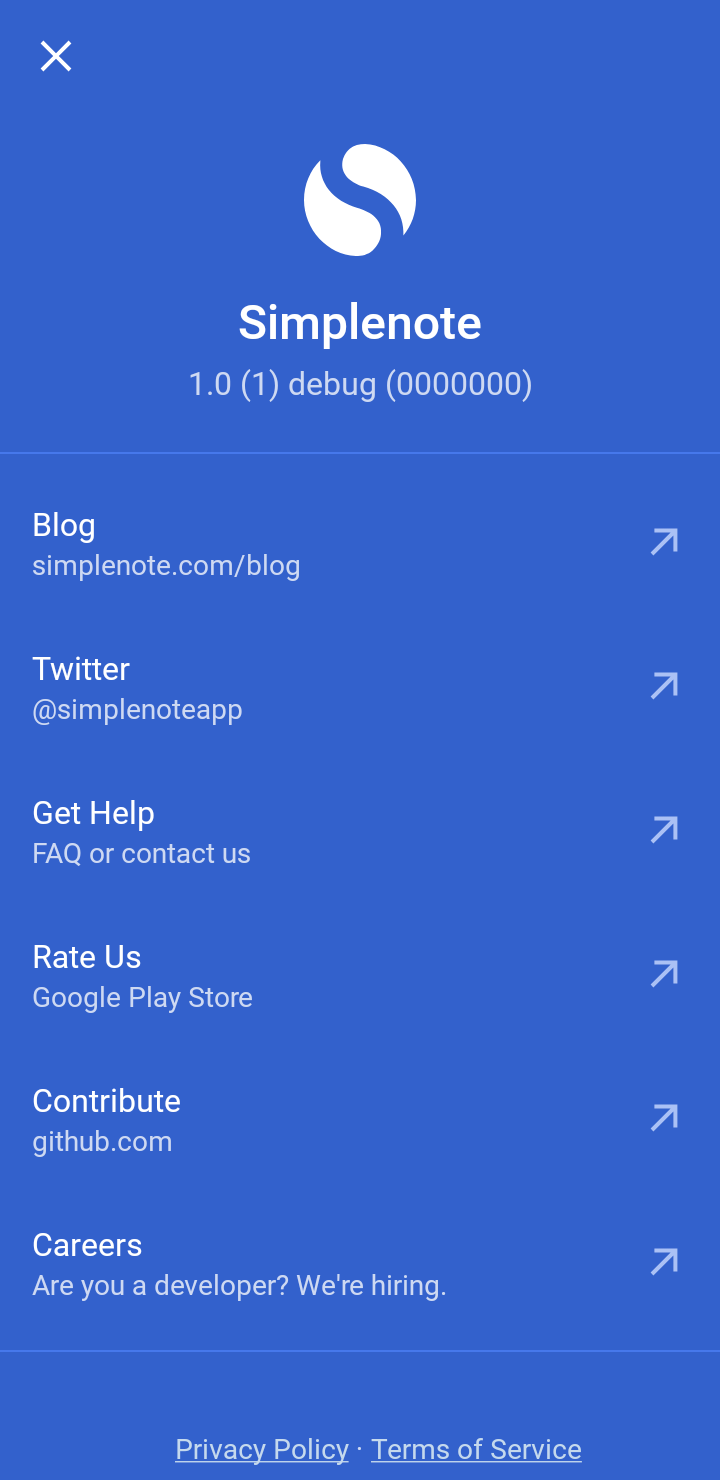 Simplenote
1.0 (1) debug (0000000)
Blog
simplenote.com/blog
Twitter
@simplenoteapp
Get Help
FAQ or contact us
Rate Us
Google Play Store
Contribute
github.com
Careers
Are you a developer? We're hiring.
Privacy Policy · Terms of Service